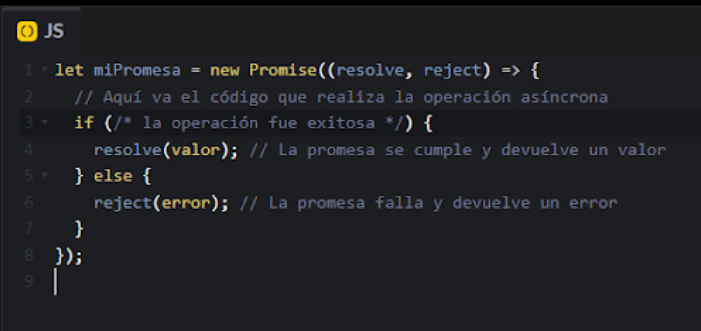 JS
1 let miPromesa = new Promise((resolve, reject) => {
2 // Aquí va el código que realiza la operación asíncrona
3 if (/* la operación fue exitosa */) {
4 resolve(valor); // La promesa se cumple y devuelve un valor
5 } else {
6 reject(error); // La promesa falla y devuelve un error
7 }
8 });
9